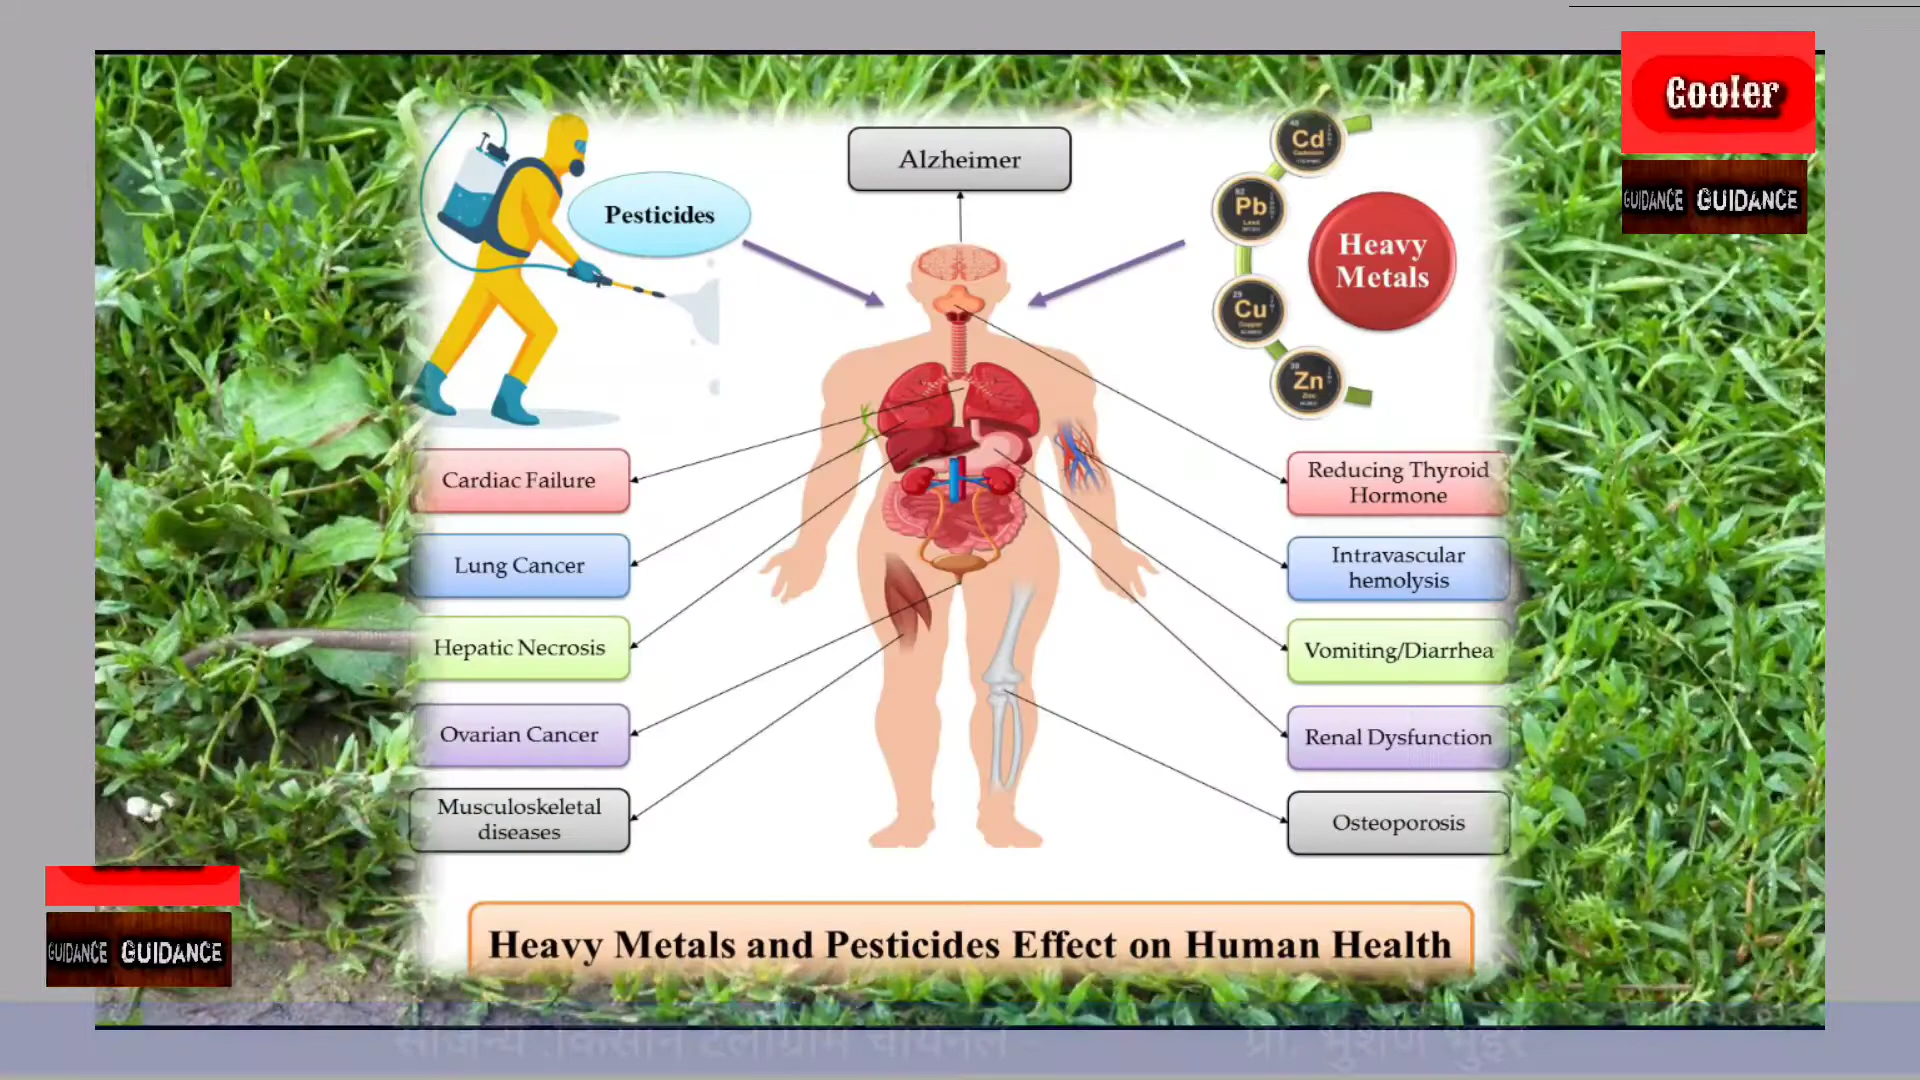 Gooler
GUIDANCE GUIDANCE
Alzheimer
Pesticides
Cd
Pb
Cu
Zn
Heavy
Metals
Cardiac Failure
Lung Cancer
Hepatic Necrosis
Ovarian Cancer
Musculoskeletal
diseases
Reducing Thyroid
Hormone
Intravascular
hemolysis
Vomiting/Diarrhea
Renal Dysfunction
Osteoporosis
Heavy Metals and Pesticides Effect on Human Health
GUIDANCE GUIDANCE